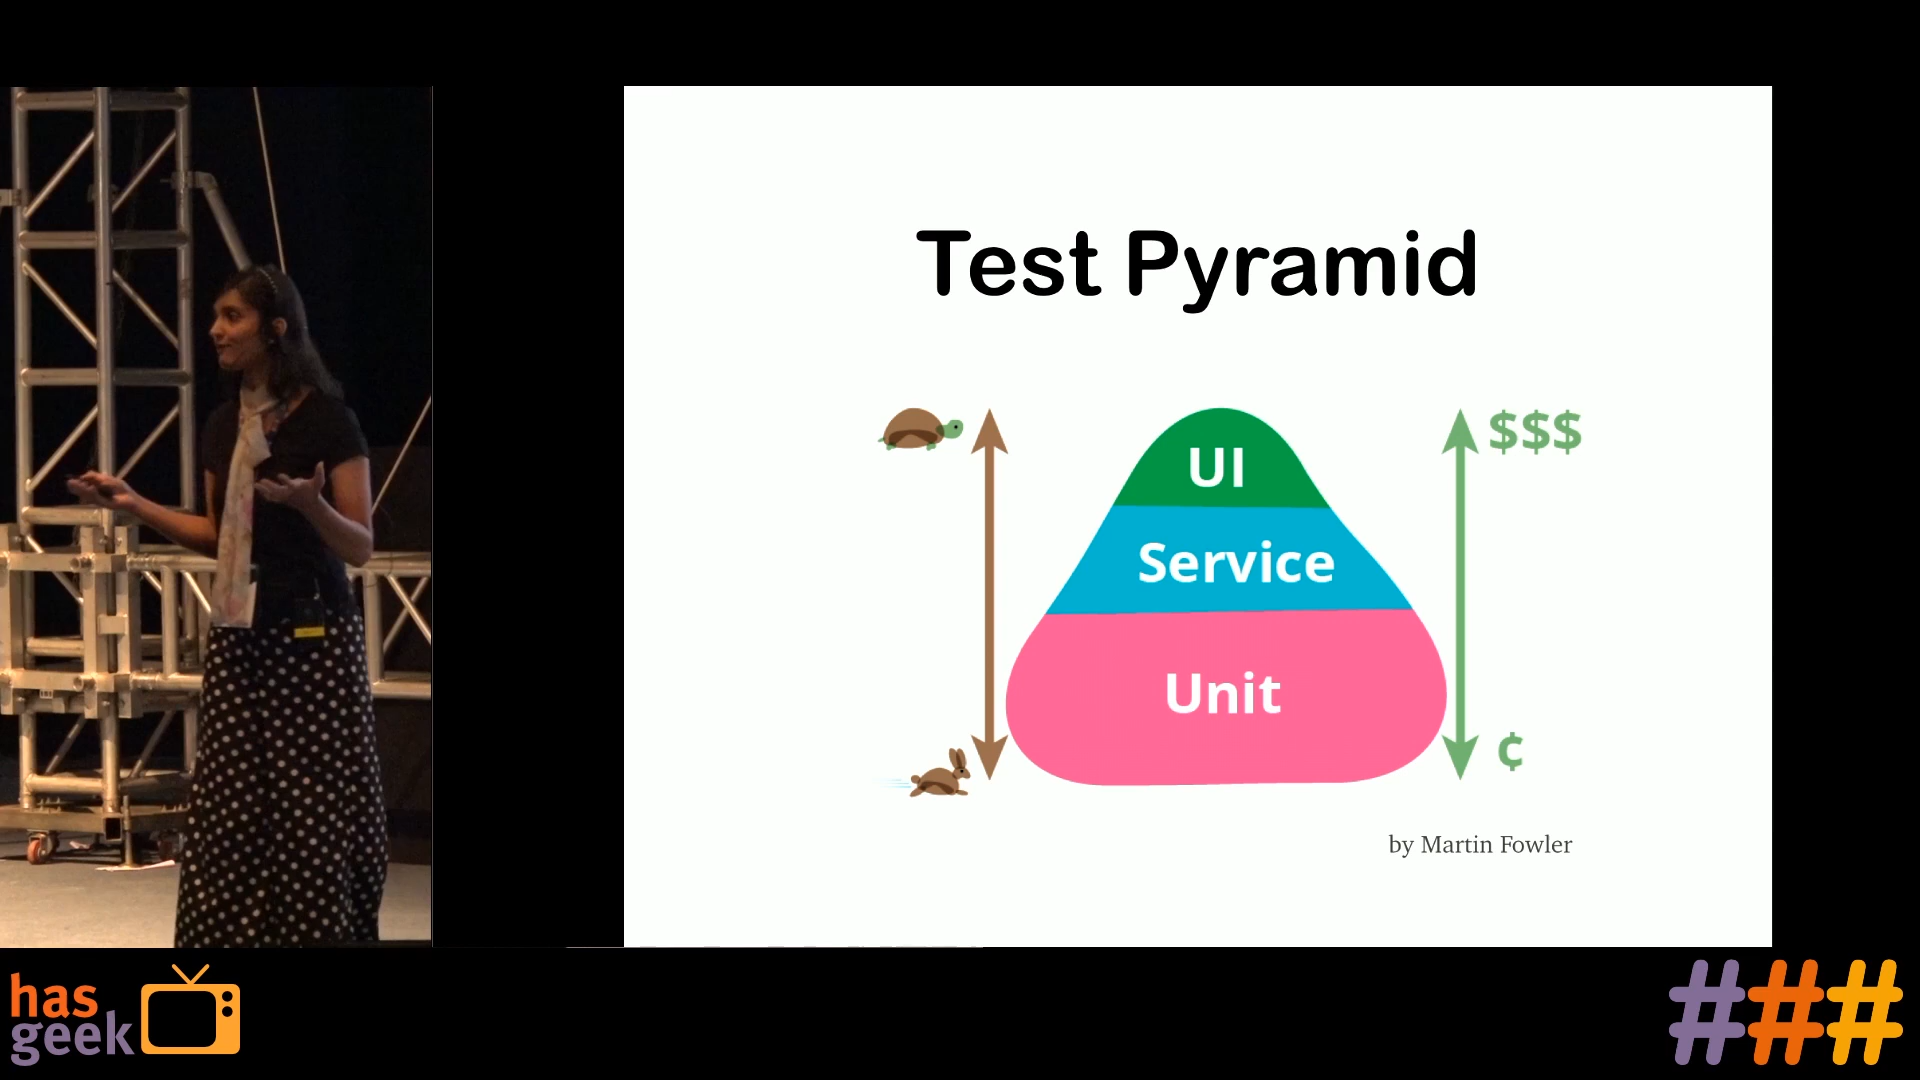 Test Pyramid
$$$
UI
Service
Unit
¢
by Martin Fowler
has
geek
###